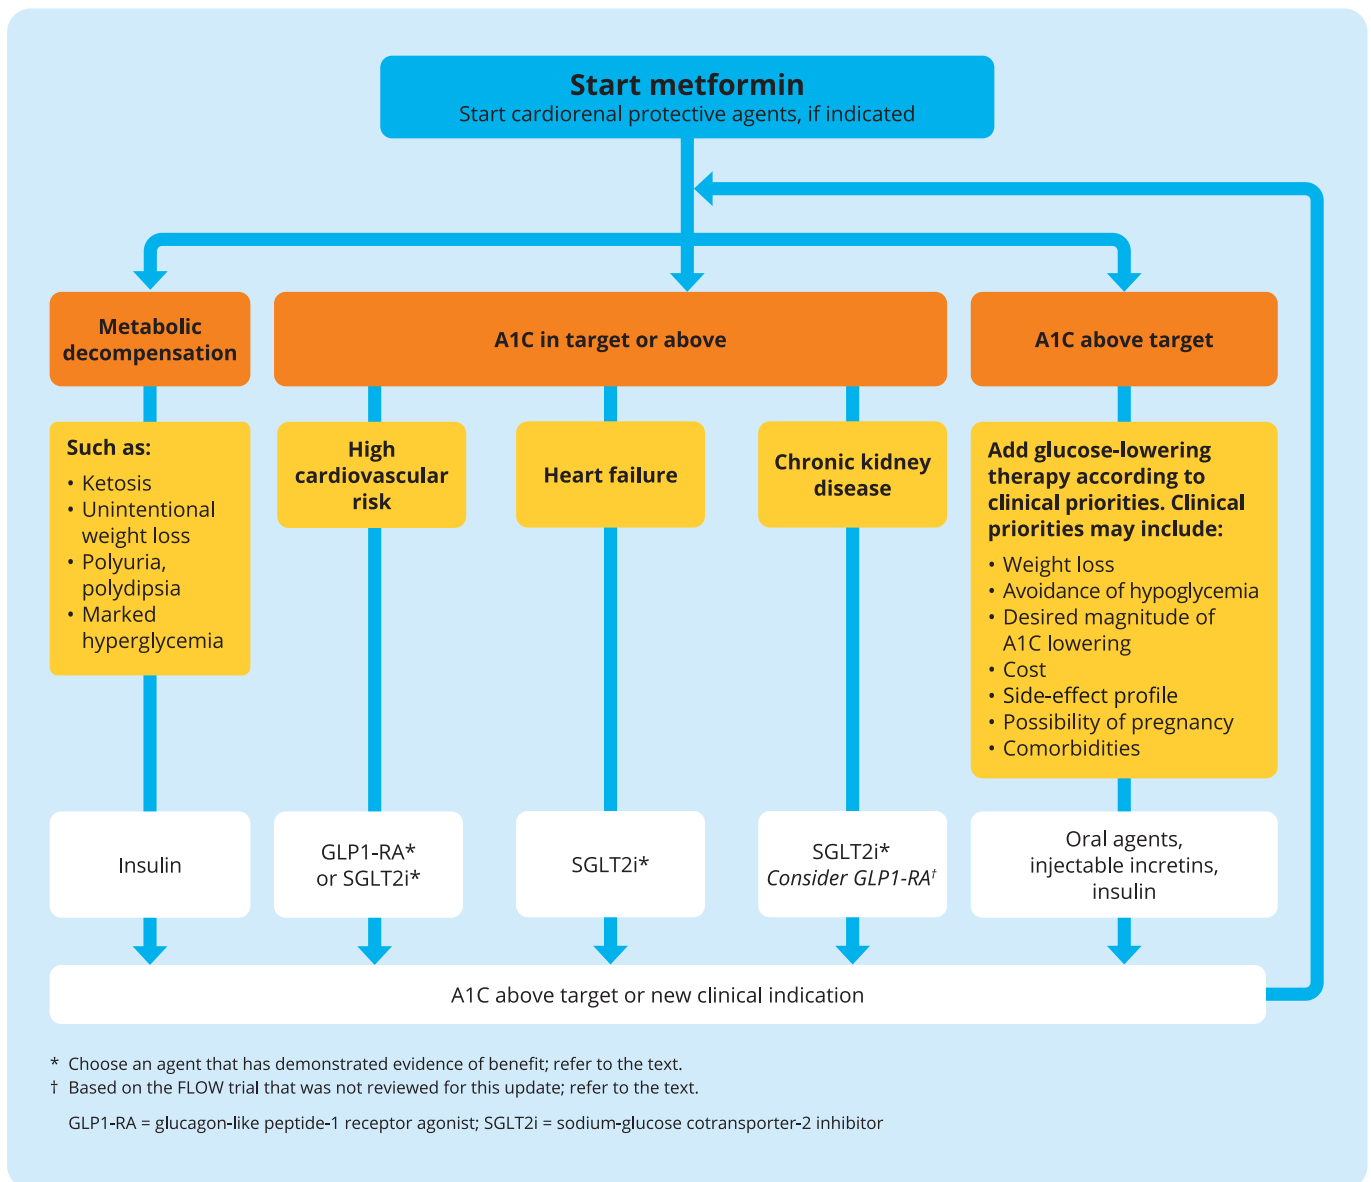 Start metformin
Start cardiorenal protective agents, if indicated
Metabolic
decompensation
A1C in target or above
A1C above target
Such as:
• Ketosis
• Unintentional
weight loss
• Polyuria,
polydipsia
• Marked
hyperglycemia
High
cardiovascular
risk
Heart failure
Chronic kidney
disease
Add glucose-lowering
therapy according to
clinical priorities. Clinical
priorities may include:
• Weight loss
• Avoidance of hypoglycemia
• Desired magnitude of
A1C lowering
• Cost
• Side-effect profile
• Possibility of pregnancy
• Comorbidities
Insulin
GLP1-RA*
or SGLT2i*
SGLT2i*
SGLT2i*
Consider GLP1-RA†
Oral agents,
injectable incretins,
insulin
A1C above target or new clinical indication
* Choose an agent that has demonstrated evidence of benefit; refer to the text.
† Based on the FLOW trial that was not reviewed for this update; refer to the text.
GLP1-RA = glucagon-like peptide-1 receptor agonist; SGLT2i = sodium-glucose cotransporter-2 inhibitor